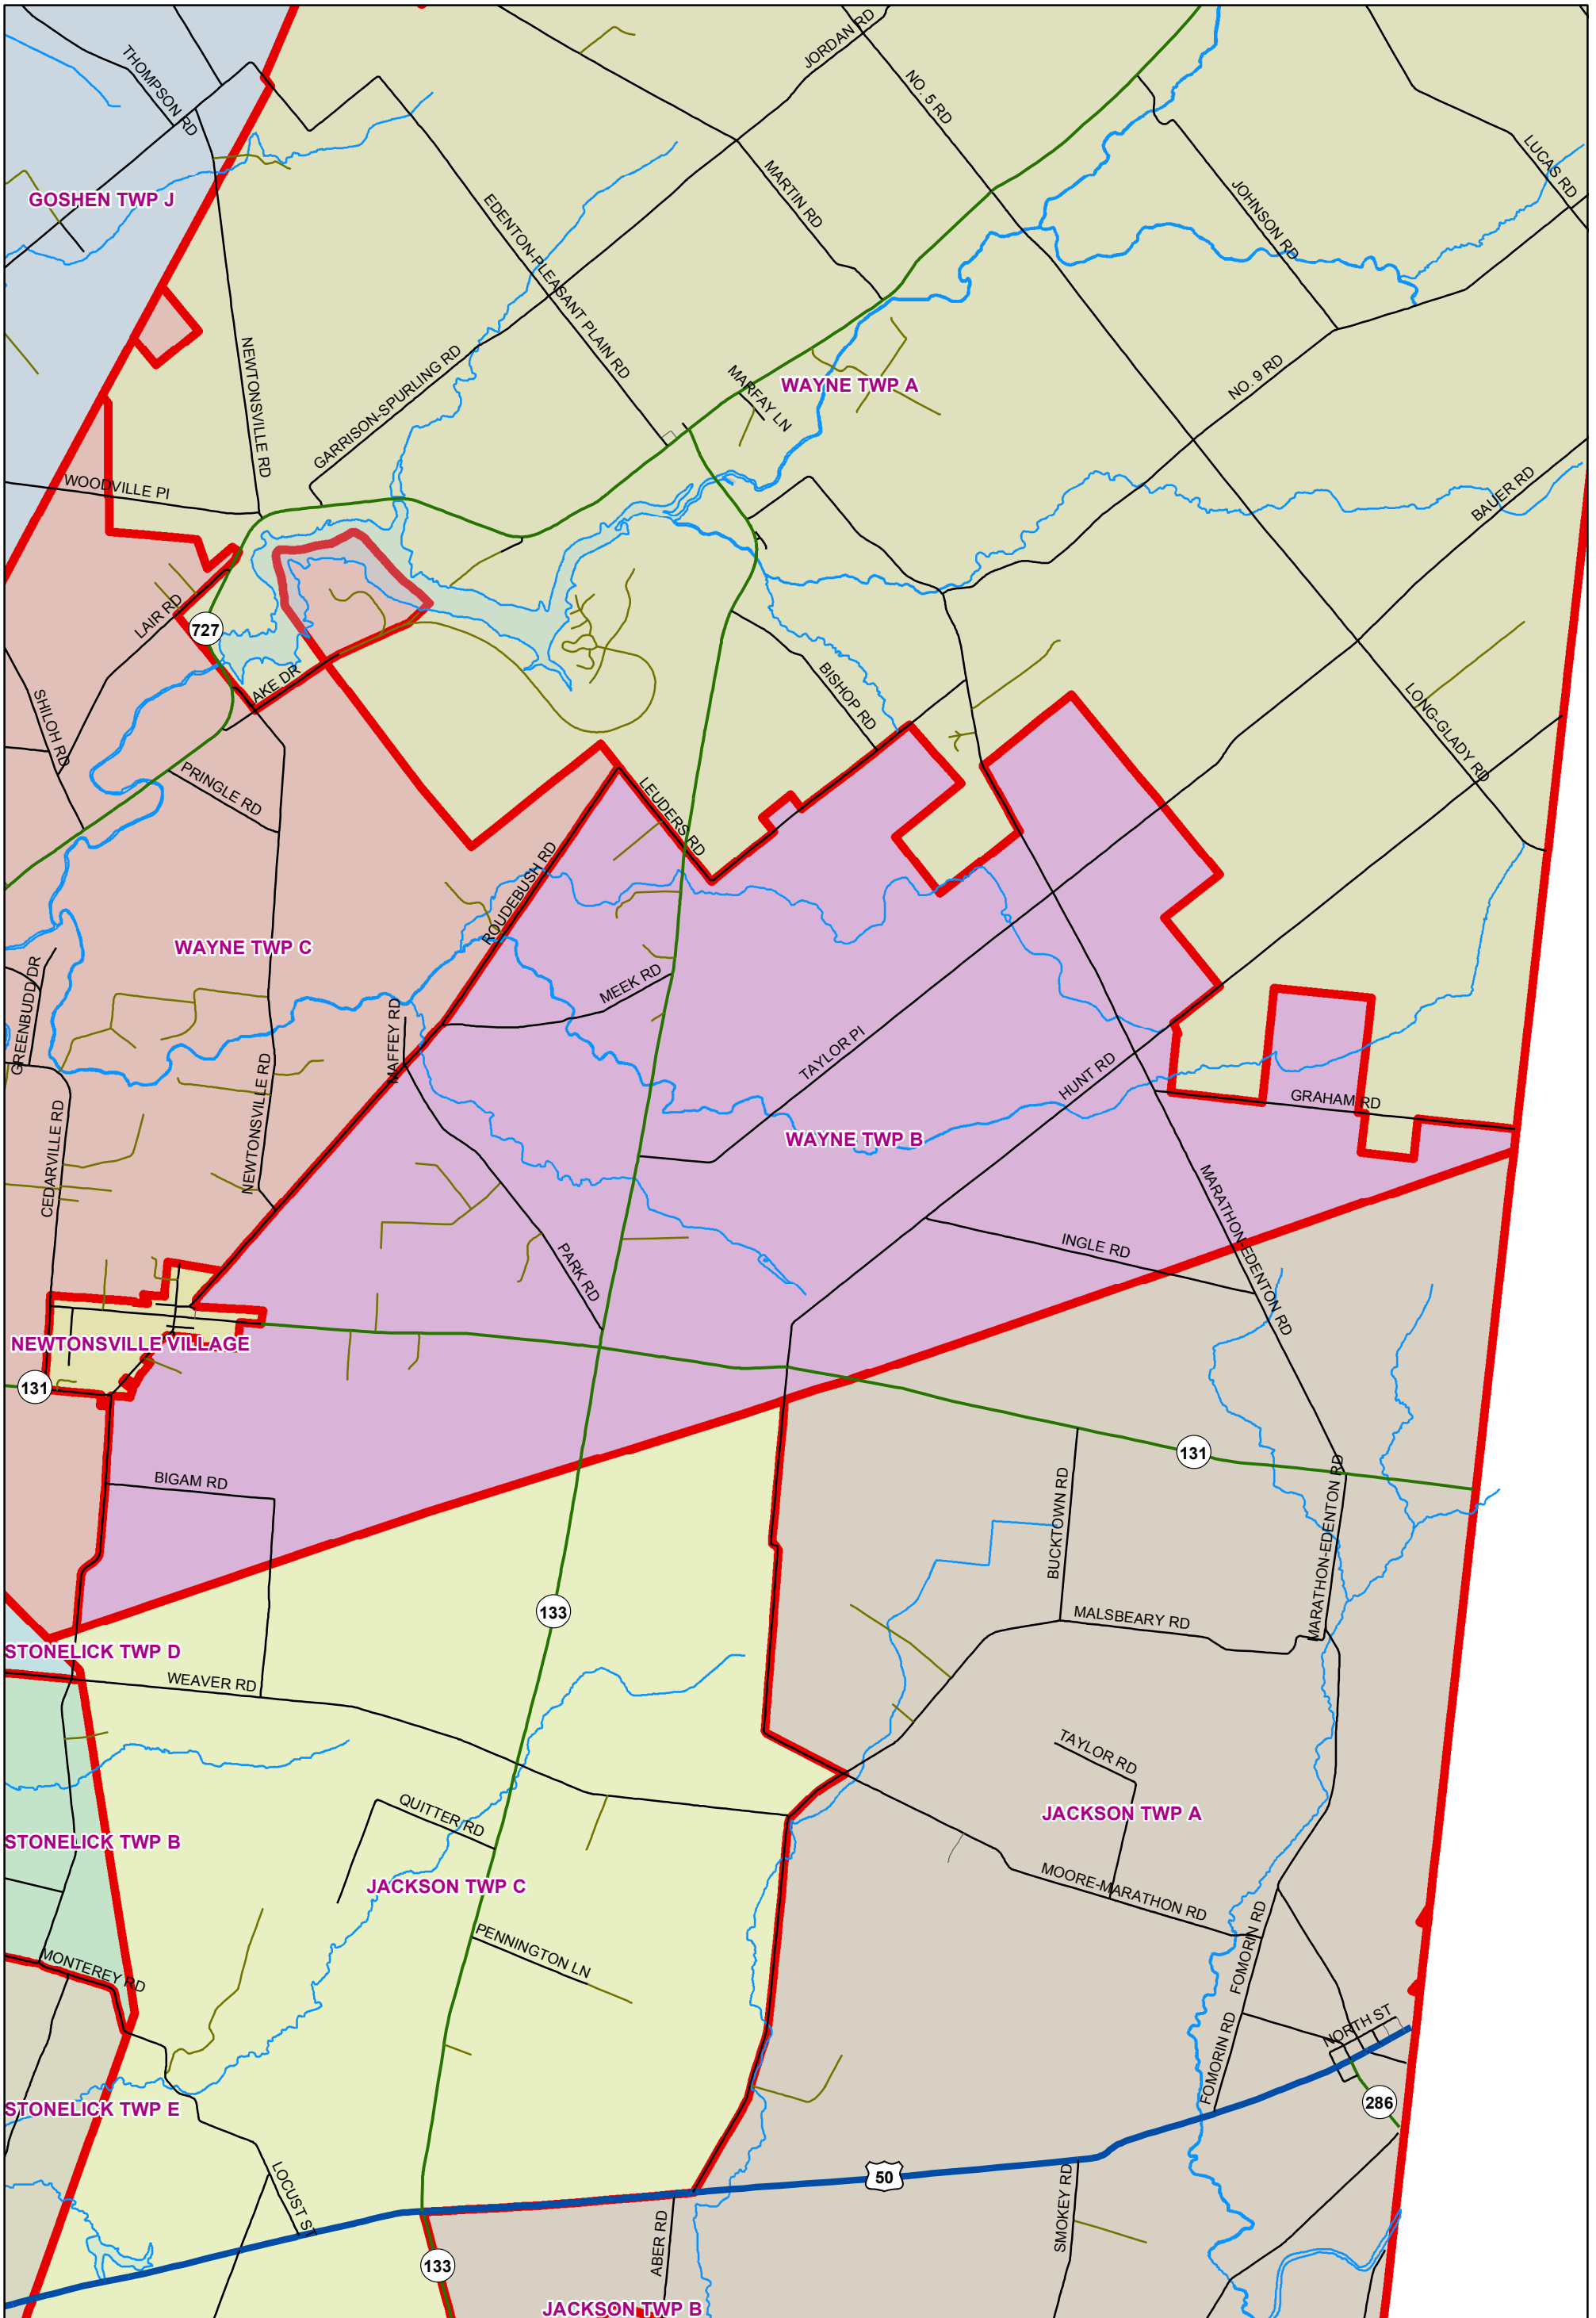 JORDAN RD
THOMPSON RD
NO. 5 RD
LUCAS RD
GOSHEN TWP J
MARTIN RD
JOHNSON RD
EDENTON-PLEASANT PLAIN RD
NEWTONSVILLE RD
GARRISON-SPURLING RD
MARFAY LN
WAYNE TWP A
NO. 9 RD
WOODVILLE PI
BAUER RD
LAIR RD
727
AKE DR
SHILOH RD
BISHOP RD
LONG-GLADY RD
PRINGLE RD
LEUDERS RD
ROUDEBUSH RD
WAYNE TWP C
MEEK RD
GREENBUDD DR
MAFFEY RD
TAYLOR PI
HUNT RD
GRAHAM RD
CEDARVILLE RD
NEWTONSVILLE RD
WAYNE TWP B
MARATHON-EDENTON RD
INGLE RD
PARK RD
NEWTONSVILLE VILLAGE
131
131
BIGAM RD
BUCKTOWN RD
MARATHON-EDENTON RD
133
MALSBEARY RD
STONELICK TWP D
WEAVER RD
TAYLOR RD
QUITTER RD
JACKSON TWP A
STONELICK TWP B
JACKSON TWP C
MOORE-MARATHON RD
PENNINGTON LN
FOMORIN RD
MONTEREY RD
NORTH ST
FOMORIN RD
STONELICK TWP E
286
50
LOCUST ST
SMOKEY RD
ABER RD
133
JACKSON TWP B